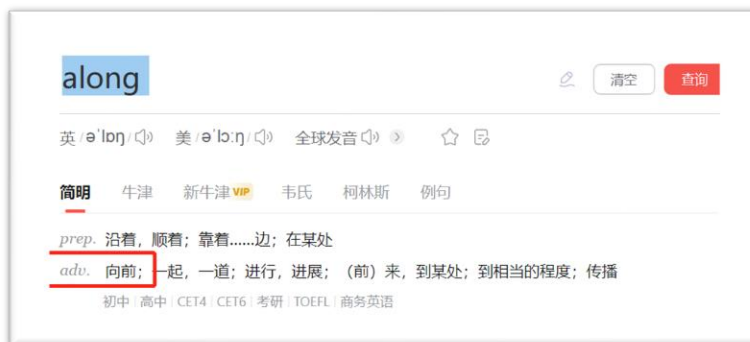 along 清空 查询
英 /əˈlɒŋ/ 美 /əˈlɔːŋ/ 全球发音
简明 牛津 新牛津 VIP 韦氏 柯林斯 例句
prep. 沿着，顺着；靠着……边；在某处
adv. 向前；一起，一道；进行，进展；（前）来，到某处；到相当的程度；传播
初中 | 高中 | CET4 | CET6 | 考研 | TOEFL | 商务英语